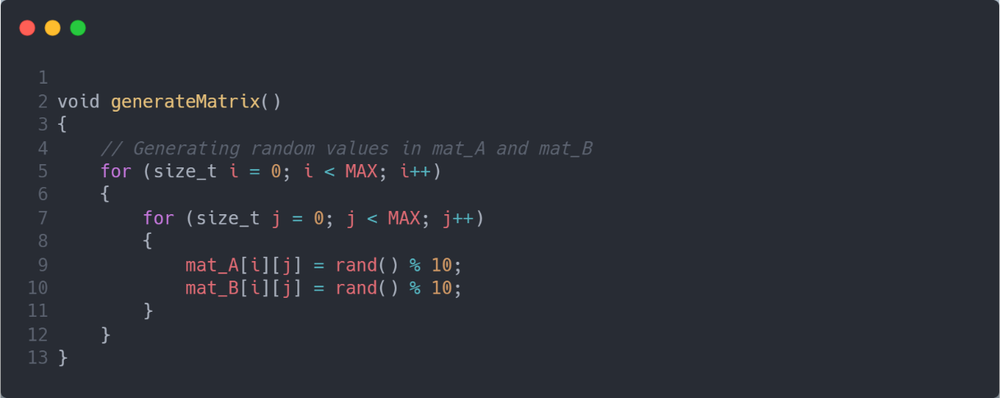 1
2 void generateMatrix()
3 {
4     // Generating random values in mat_A and mat_B
5     for (size_t i = 0; i < MAX; i++)
6     {
7         for (size_t j = 0; j < MAX; j++)
8         {
9             mat_A[i][j] = rand() % 10;
10             mat_B[i][j] = rand() % 10;
11         }
12     }
13 }